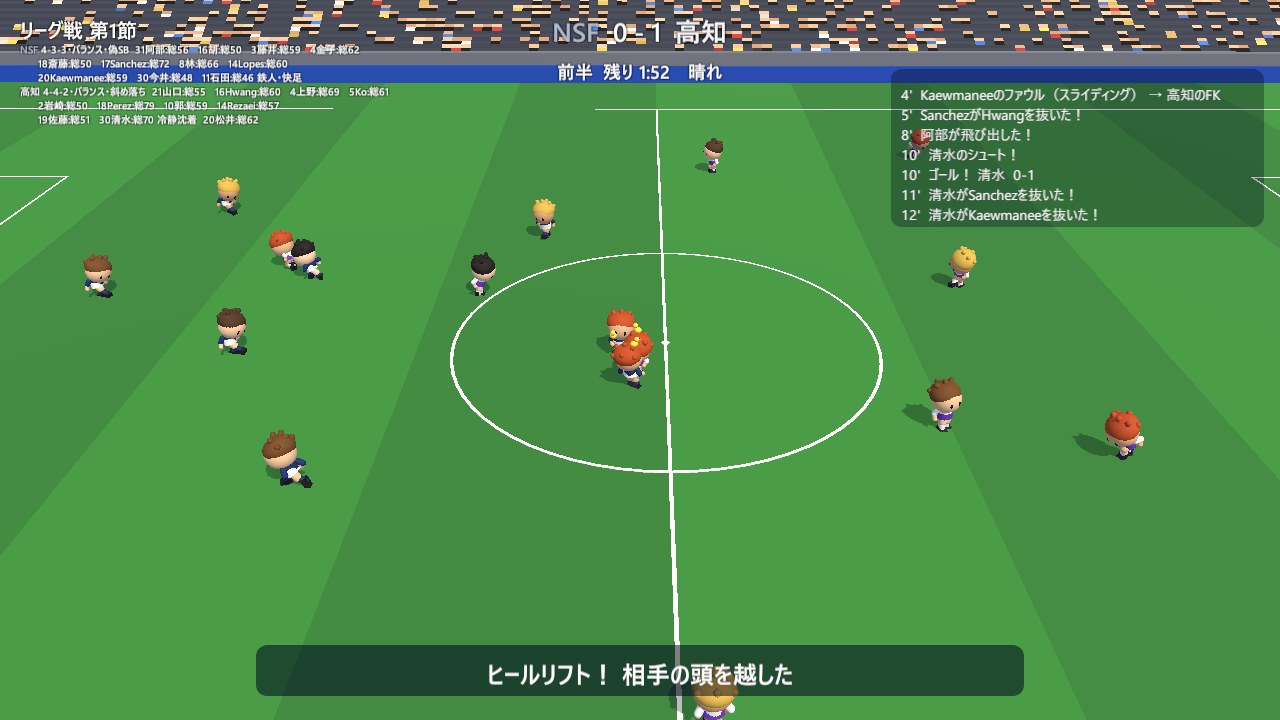 リーグ戦 第1節
NSF 0 - 1 高知
NSF 4-3-3・バランス・偽SB 31阿部:総56 16胡:総50 3藤井:総59 4金子:総62
18斎藤:総50 17Sanchez:総72 8林:総66 14Lopes:総60
20Kaewmanee:総59 30今井:総48 11石田:総46 鉄人・快足
高知 4-4-2・バランス・斜め落ち 21山口:総55 16Hwang:総60 4上野:総69 5Ko:総61
2岩崎:総50 18Perez:総79 10郭:総59 14Rezaei:総57
19佐藤:総51 30清水:総70 冷静沈着 20松井:総62
前半 残り 1:52 晴れ
4' Kaewmaneeのファウル（スライディング） → 高知のFK
5' SanchezがHwangを抜いた！
8' 阿部が飛び出した！
10' 清水のシュート！
10' ゴール！ 清水 0-1
11' 清水がSanchezを抜いた！
12' 清水がKaewmaneeを抜いた！
ヒールリフト！ 相手の頭を越した